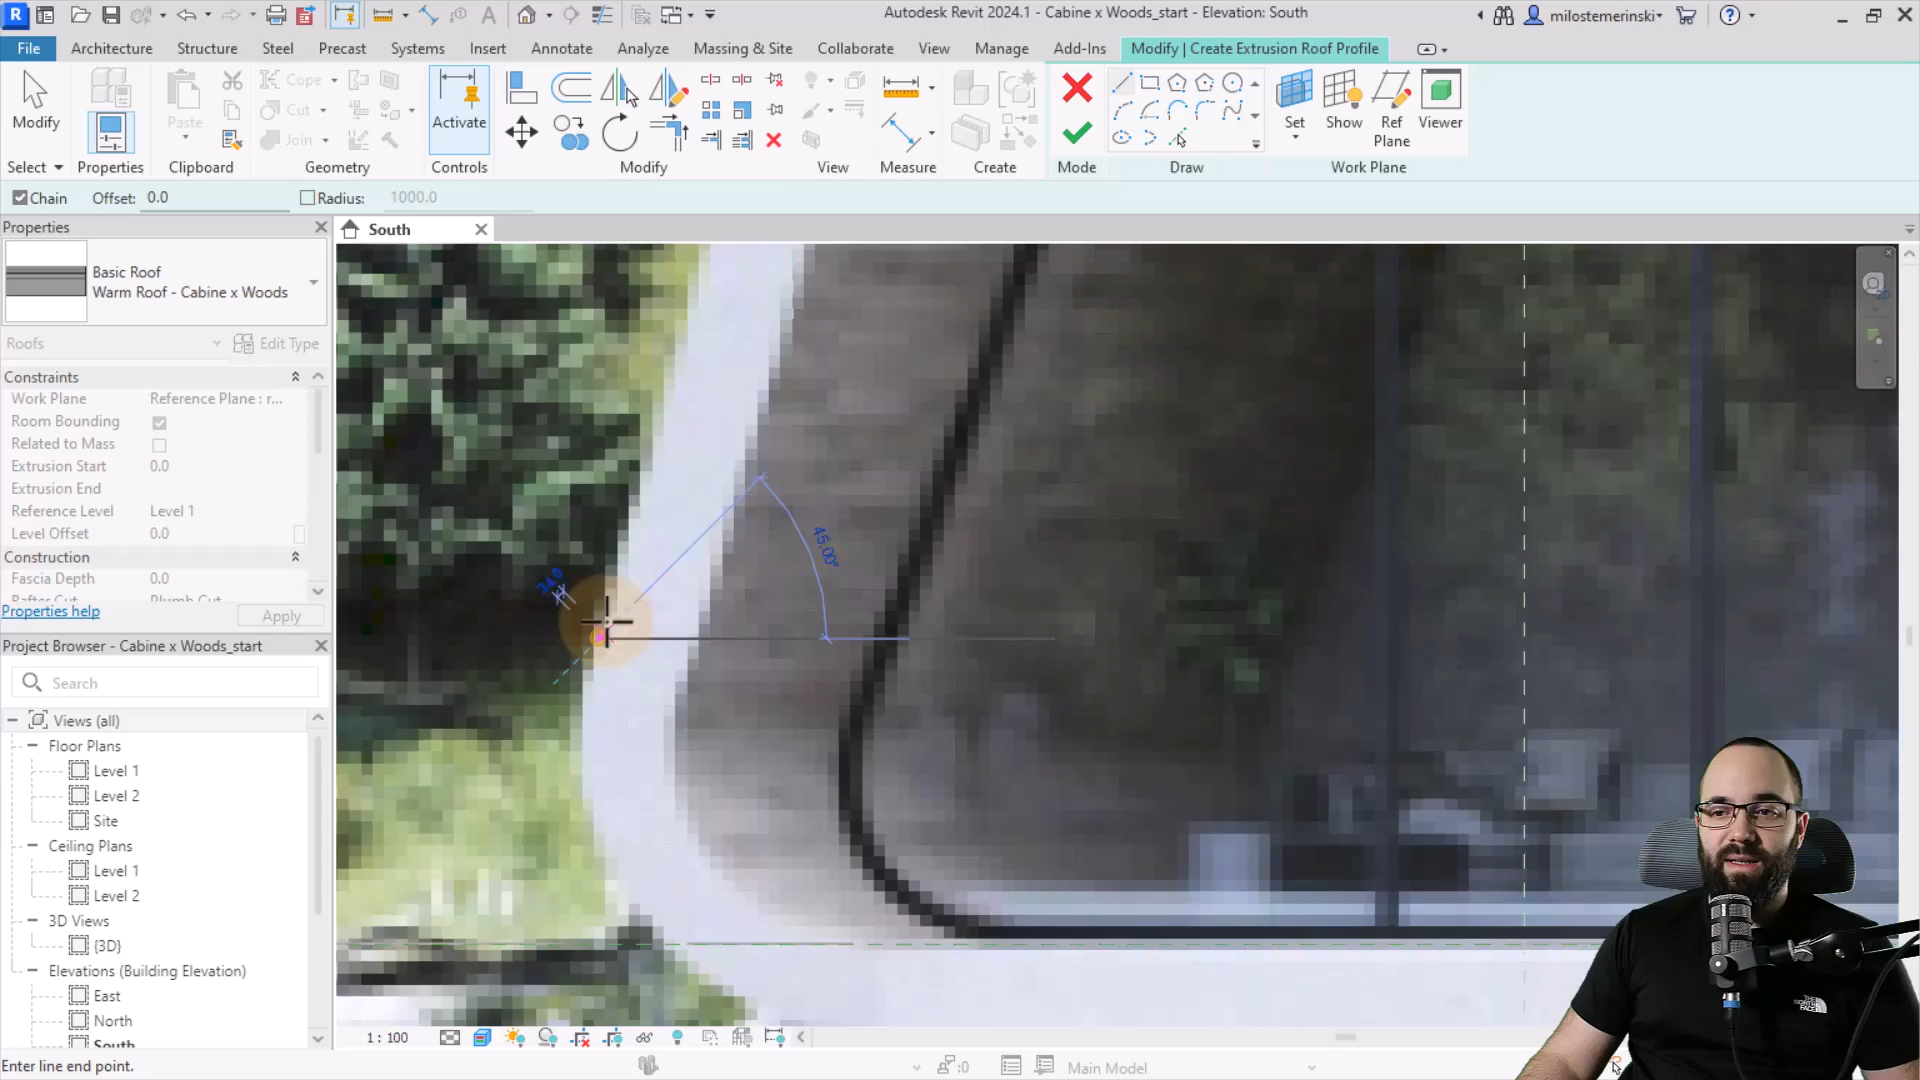 Autodesk Revit 2024.1 - Cabine x Woods_start - Elevation: South
milostemerinski
File
Architecture
Structure
Steel
Precast
Systems
Insert
Annotate
Analyze
Massing & Site
Collaborate
View
Manage
Add-Ins
Modify | Create Extrusion Roof Profile
Modify
Paste
Cope
Cut
Join
Activate
Set
Show
Ref
Plane
Viewer
Select
Properties
Clipboard
Geometry
Controls
Modify
View
Measure
Create
Mode
Draw
Work Plane
Chain
Offset: 0.0
Radius: 1000.0
Properties
South
Basic Roof
Warm Roof - Cabine x Woods
Roofs
Edit Type
Constraints
Work Plane Reference Plane : r...
Room Bounding
Related to Mass
Extrusion Start 0.0
Extrusion End
Reference Level Level 1
Level Offset 0.0
Construction
Fascia Depth 0.0
Rafter Cut Plumb Cut
Properties help
Apply
45.00°
Project Browser - Cabine x Woods_start
Search
Views (all)
Floor Plans
Level 1
Level 2
Site
Ceiling Plans
Level 1
Level 2
3D Views
{3D}
Elevations (Building Elevation)
East
North
South
1 : 100
Enter line end point.
:0
Main Model
THE
NORTH
FACE